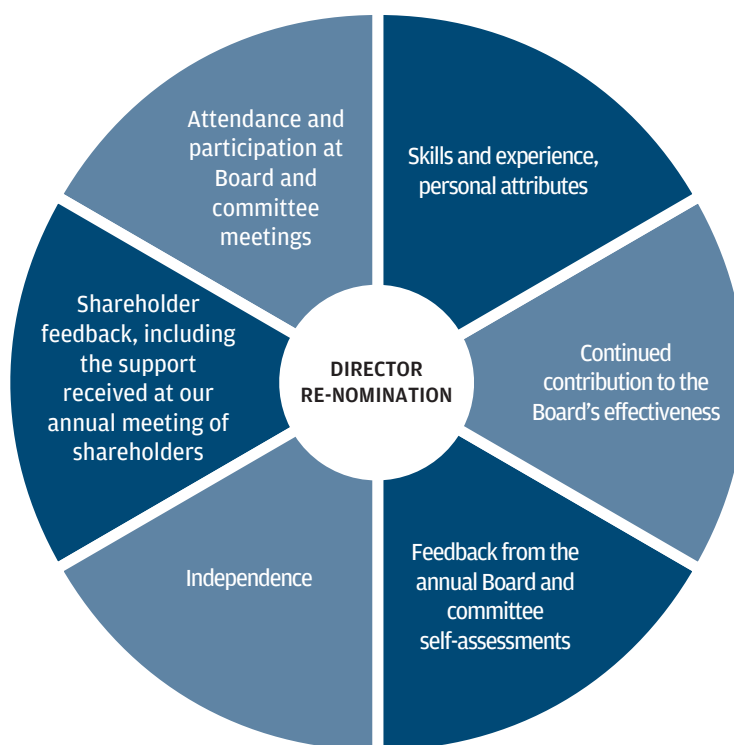 Attendance and
participation at
Board and
committee
meetings
Skills and experience,
personal attributes
Shareholder
feedback, including
the support
received at our
annual meeting of
shareholders
DIRECTOR
RE-NOMINATION
Continued
contribution to the
Board's effectiveness
Independence
Feedback from the
annual Board and
committee
self-assessments